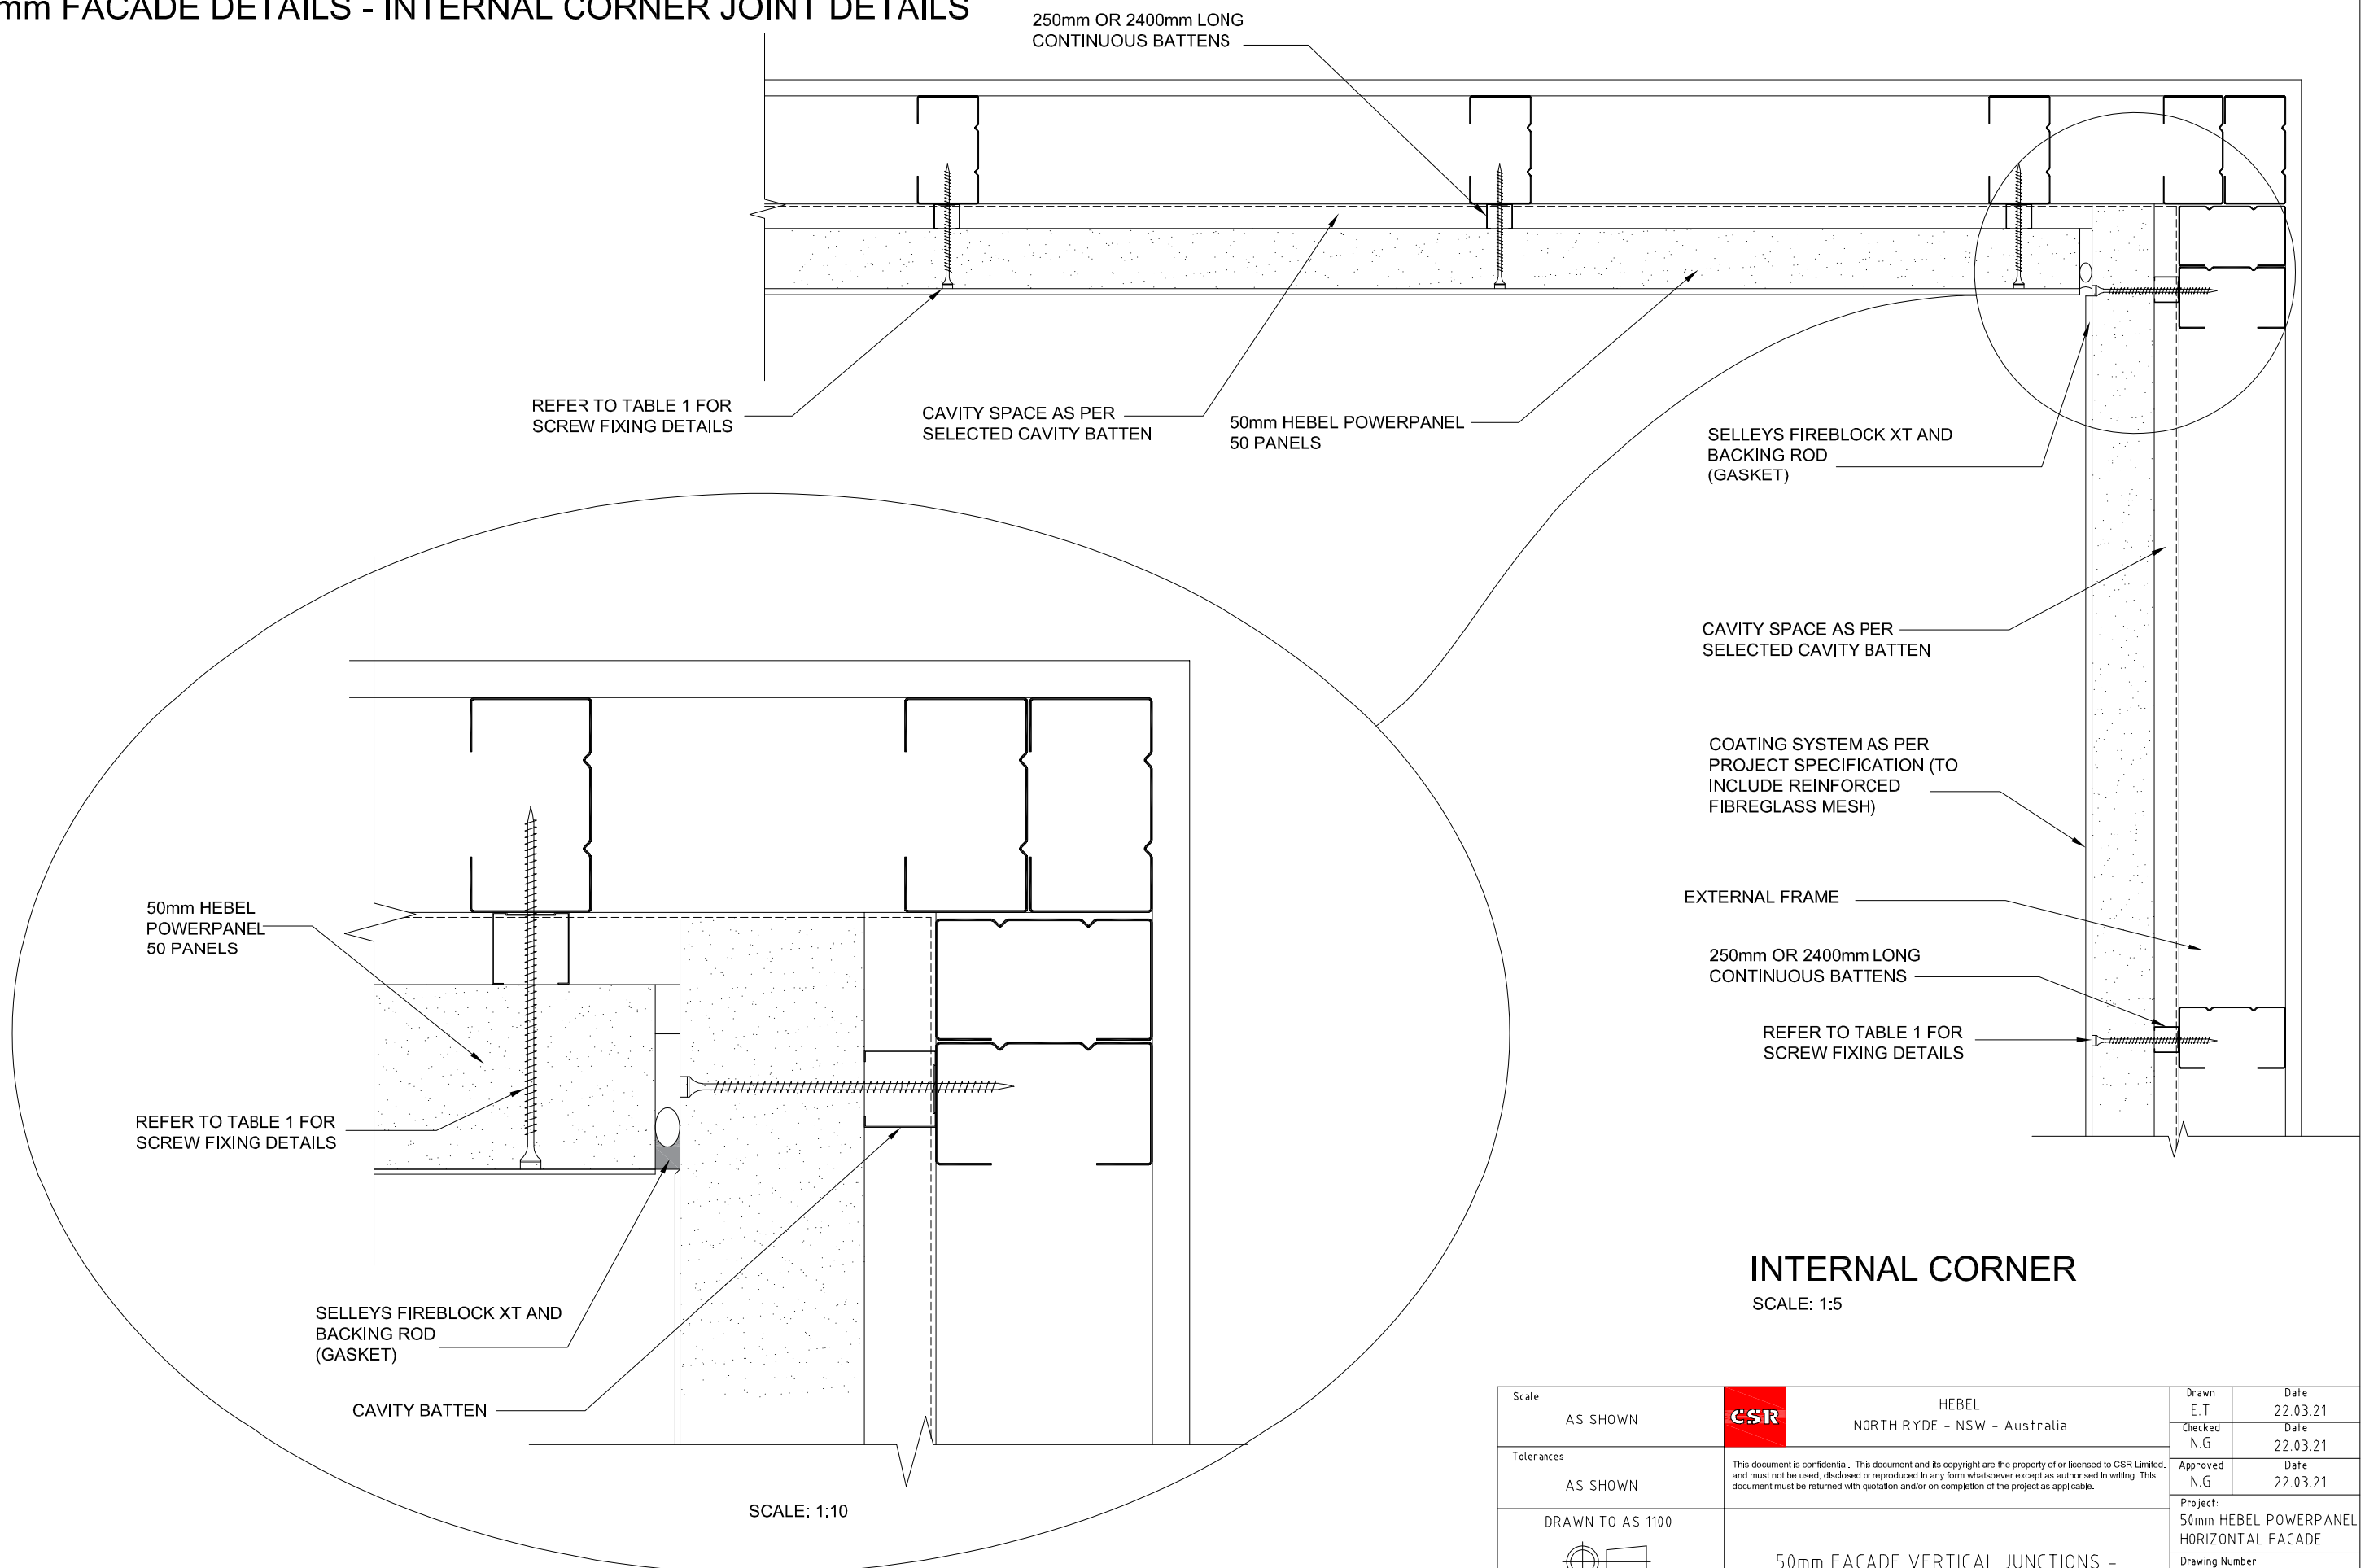 mm FACADE DETAILS - INTERNAL CORNER JOINT DETAILS
250mm OR 2400mm LONG
CONTINUOUS BATTENS
REFER TO TABLE 1 FOR
SCREW FIXING DETAILS
CAVITY SPACE AS PER
SELECTED CAVITY BATTEN
50mm HEBEL POWERPANEL
50 PANELS
SELLEYS FIREBLOCK XT AND
BACKING ROD
(GASKET)
CAVITY SPACE AS PER
SELECTED CAVITY BATTEN
COATING SYSTEM AS PER
PROJECT SPECIFICATION (TO
INCLUDE REINFORCED
FIBREGLASS MESH)
EXTERNAL FRAME
250mm OR 2400mm LONG
CONTINUOUS BATTENS
REFER TO TABLE 1 FOR
SCREW FIXING DETAILS
50mm HEBEL
POWERPANEL
50 PANELS
REFER TO TABLE 1 FOR
SCREW FIXING DETAILS
SELLEYS FIREBLOCK XT AND
BACKING ROD
(GASKET)
CAVITY BATTEN
SCALE: 1:10
INTERNAL CORNER
SCALE: 1:5
Scale
AS SHOWN
Tolerances
AS SHOWN
DRAWN TO AS 1100
CSR
HEBEL
NORTH RYDE - NSW - Australia
This document is confidential. This document and its copyright are the property of or licensed to CSR Limited.
and must not be used, disclosed or reproduced in any form whatsoever except as authorised in writing .This
document must be returned with quotation and/or on completion of the project as applicable.
50mm FACADE VERTICAL JUNCTIONS -
Drawn Date
E.T 22.03.21
Checked Date
N.G 22.03.21
Approved Date
N.G 22.03.21
Project:
50mm HEBEL POWERPANEL
HORIZONTAL FACADE
Drawing Number